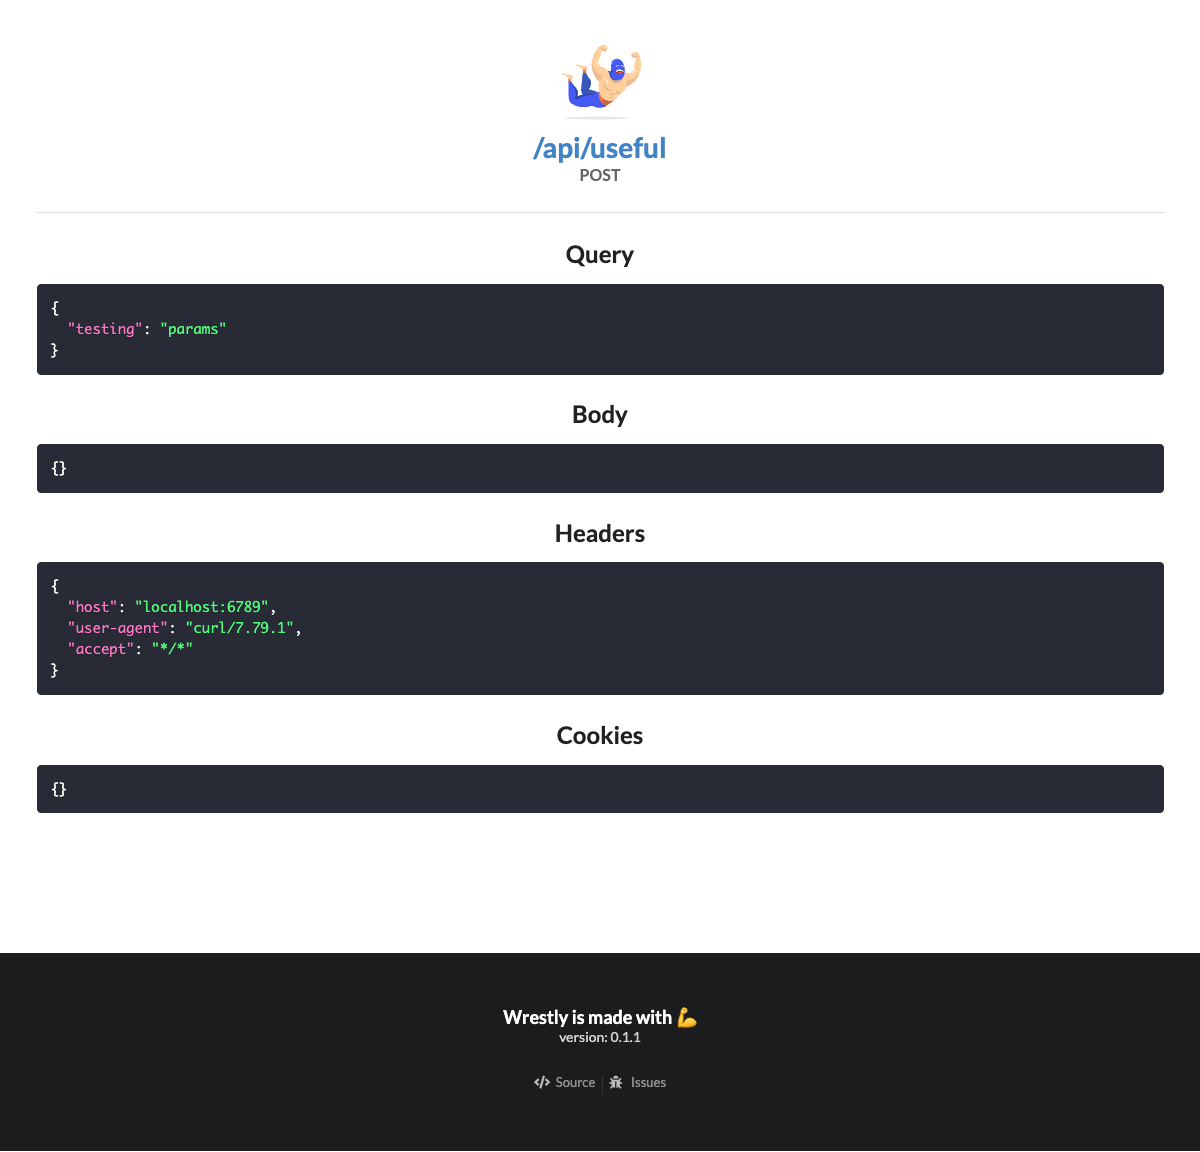 /api/useful
POST
Query
{
"testing": "params"
}
Body
{}
Headers
{
"host": "localhost:6789",
"user-agent": "curl/7.79.1",
"accept": "*/*"
}
Cookies
{}
Wrestly is made with 💪
version: 0.1.1
Source Issues